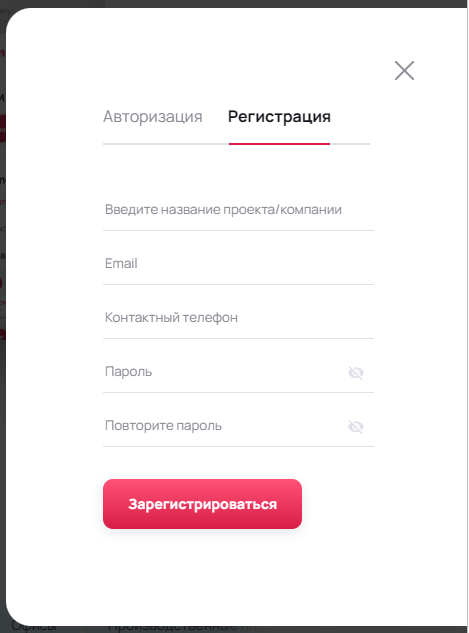 Авторизация Регистрация
Введите название проекта/компании
Email
Контактный телефон
Пароль
Повторите пароль
Зарегистрироваться